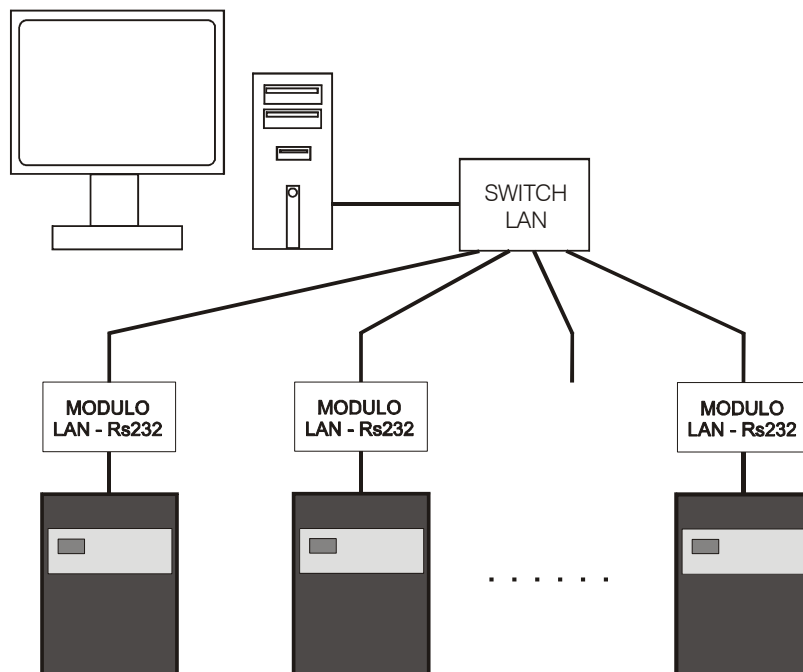 SWITCH
LAN
MODULO
LAN - Rs232
MODULO
LAN - Rs232
MODULO
LAN - Rs232
. . . . . .